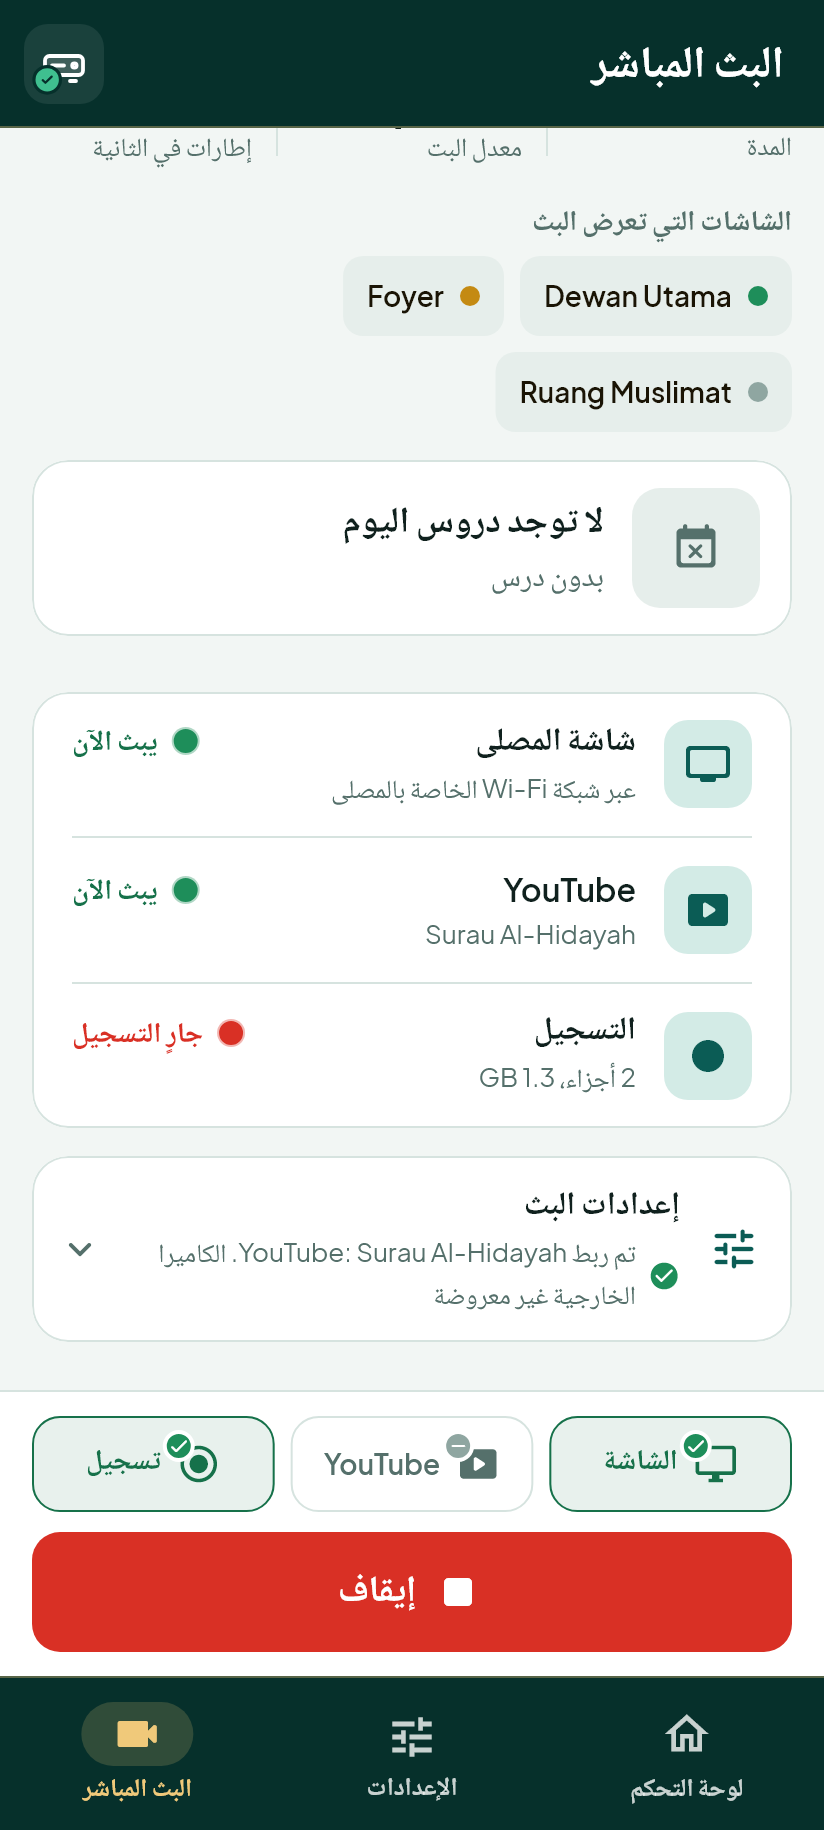 البث المباشر
المدة
معدل البت
إطارات في الثانية
الشاشات التي تعرض البث
Dewan Utama
Foyer
Ruang Muslimat
لا توجد دروس اليوم
بدون درس
شاشة المصلى
يبث الآن
عبر شبكة Wi-Fi الخاصة بالمصلى
YouTube
يبث الآن
Surau Al-Hidayah
التسجيل
جارٍ التسجيل
2 أجزاء، 1.3 GB
إعدادات البث
تم ربط YouTube: Surau Al-Hidayah. الكاميرا
الخارجية غير معروضة
الشاشة
YouTube
تسجيل
إيقاف
لوحة التحكم
الإعدادات
البث المباشر